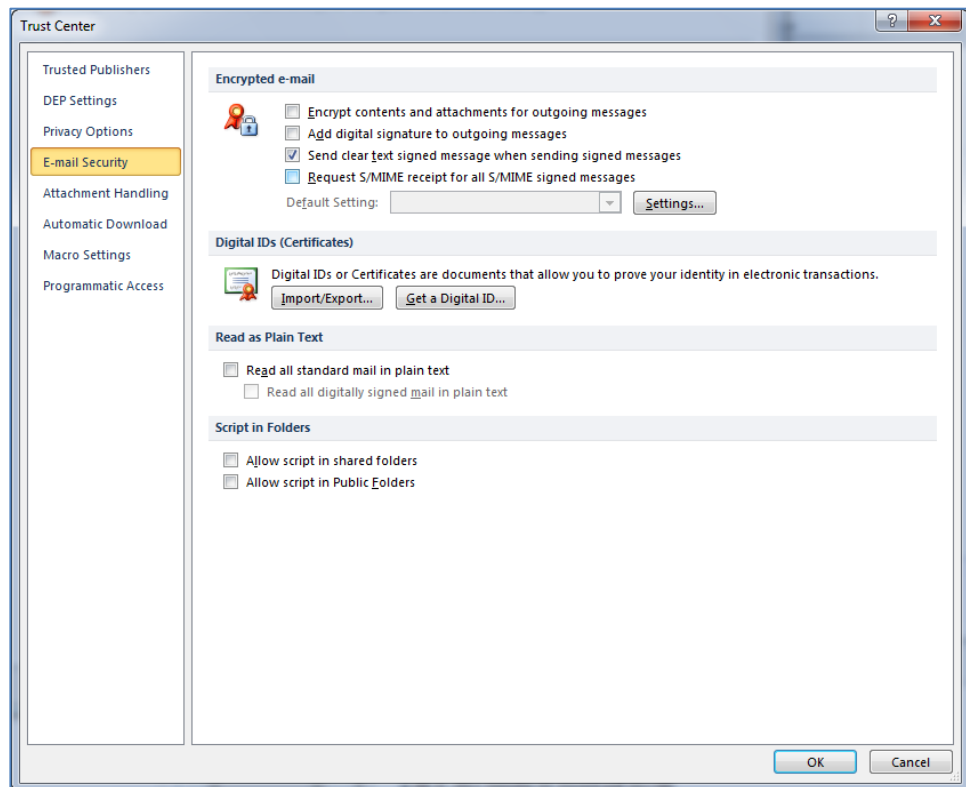 Trust Center
Trusted Publishers
DEP Settings
Privacy Options
E-mail Security
Attachment Handling
Automatic Download
Macro Settings
Programmatic Access
Encrypted e-mail
Encrypt contents and attachments for outgoing messages
Add digital signature to outgoing messages
Send clear text signed message when sending signed messages
Request S/MIME receipt for all S/MIME signed messages
Default Setting: Settings...
Digital IDs (Certificates)
Digital IDs or Certificates are documents that allow you to prove your identity in electronic transactions.
Import/Export... Get a Digital ID...
Read as Plain Text
Read all standard mail in plain text
Read all digitally signed mail in plain text
Script in Folders
Allow script in shared folders
Allow script in Public Folders
OK Cancel